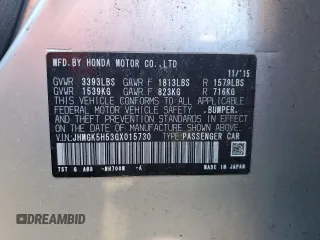 MFD. BY HONDA MOTOR CO., LTD.
11/'15
GVWR 3393LBS GAWR F 1813LBS R 1579LBS
GVWR 1539KG GAWR F 823KG R 716KG
THIS VEHICLE CONFORMS TO ALL APPLICABLE
FEDERAL MOTOR VEHICLE SAFETY, BUMPER,
AND THEFT PREVENTION STANDARDS IN EFFECT
ON THE DATE OF MANUFACTURE SHOWN ABOVE.
V.I.N:JHMGK5H53GX015730 TYPE:PASSENGER CAR
MADE IN JAPAN
DREAMBID